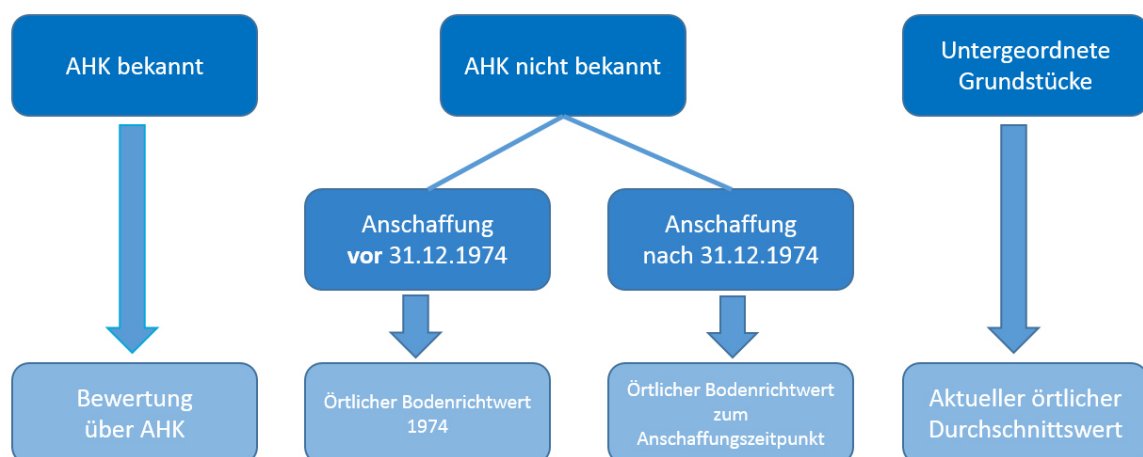 AHK bekannt
AHK nicht bekannt
Untergeordnete
Grundstücke
Anschaffung
vor 31.12.1974
Anschaffung
nach 31.12.1974
Bewertung
über AHK
Örtlicher Bodenrichtwert
1974
Örtlicher Bodenrichtwert
zum
Anschaffungszeitpunkt
Aktueller örtlicher
Durchschnittswert